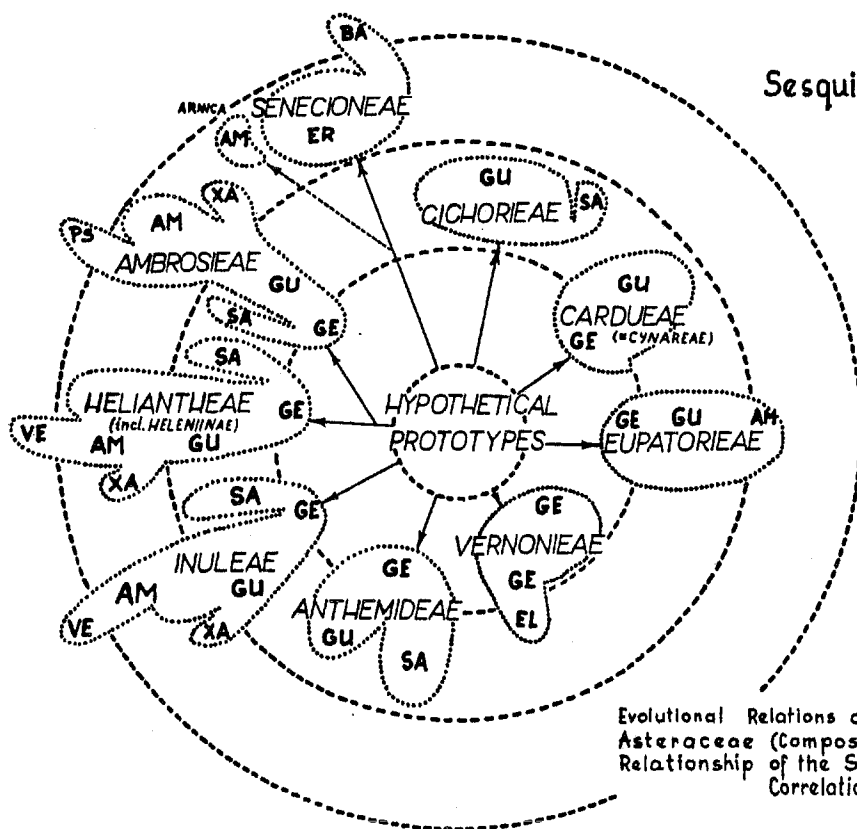 BA
Sesqui
ARNICA
SENECIONEAE
AM
ER
GU
CICHORIEAE
SA
XA
AM
PS
AMBROSIEAE
GU
SA
GE
GU
CARDUEAE
GE (=CYNAREAE)
SA
HELIANTHEAE
(incl. HELENIINAE)
GE
VE
AM
GU
XA
HYPOTHETICAL
PROTOTYPES
GE
GU
AM
EUPATORIEAE
SA
GE
INULEAE
AM
GU
VE
XA
GE
ANTHEMIDEAE
GU
SA
GE
VERNONIEAE
GE
EL
Evolutional Relations
Asteraceae (Compos
Relationship of the S
Correlatio